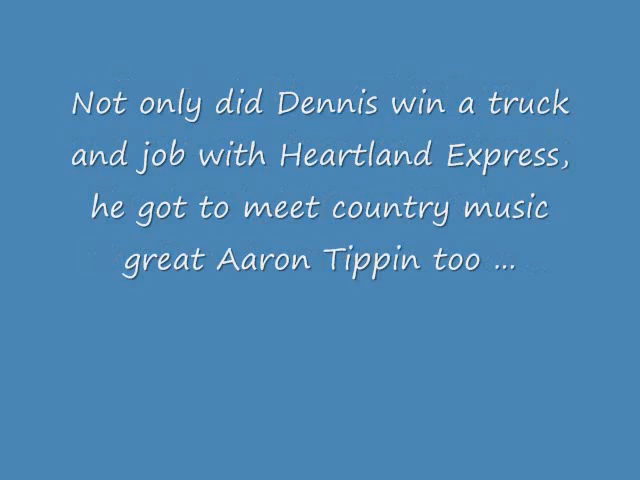 Not only did Dennis win a truck
and job with Heartland Express,
he got to meet country music
great Aaron Tippin too ...